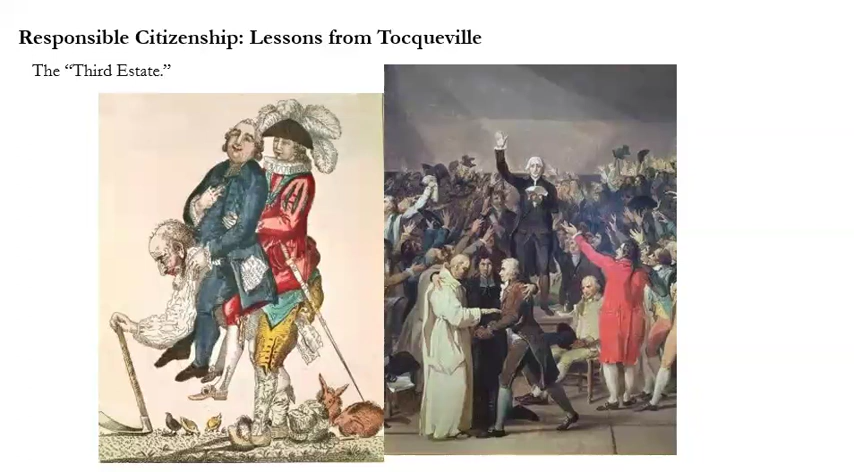 Responsible Citizenship: Lessons from Tocqueville
The “Third Estate.”